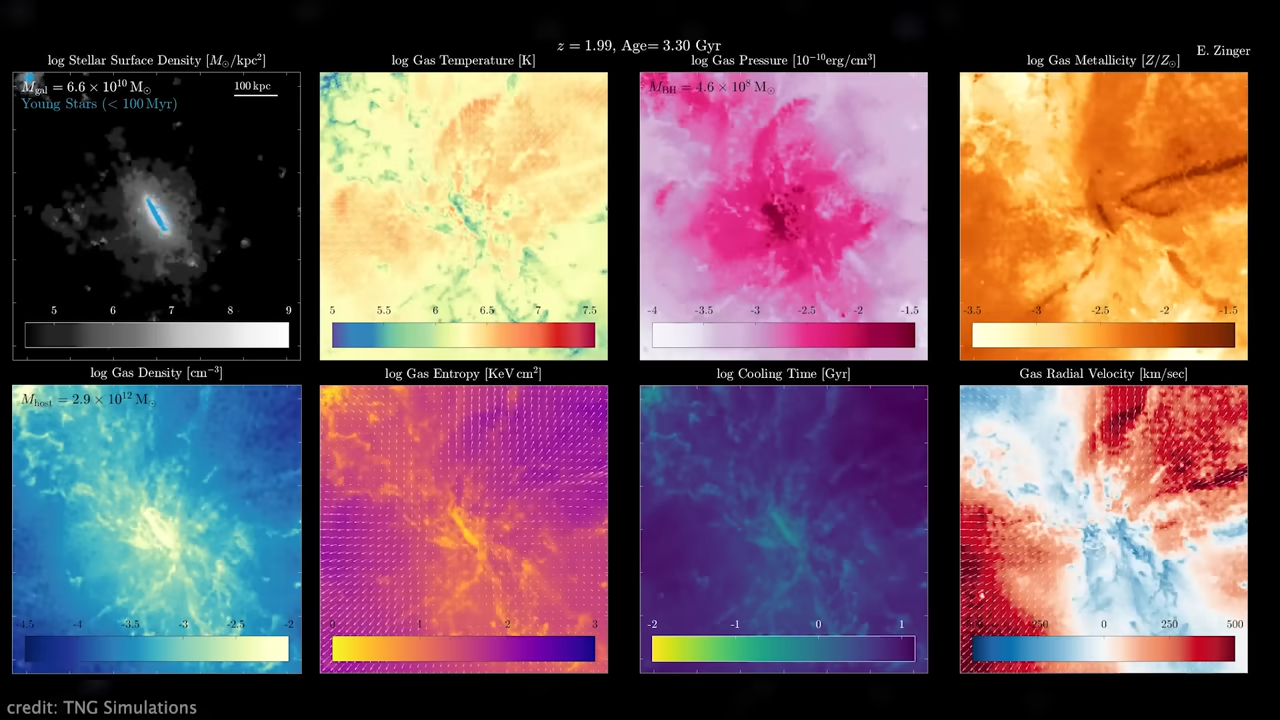 z = 1.99, Age= 3.30 Gyr
E. Zinger
log Stellar Surface Density [M⊙/kpc²]
M_gal = 6.6 × 10¹⁰ M⊙
Young Stars (< 100 Myr)
100 kpc
5 6 7 8 9
log Gas Temperature [K]
5 5.5 6 6.5 7 7.5
log Gas Pressure [10⁻¹⁰erg/cm³]
M_BH = 4.6 × 10⁸ M⊙
-4 -3.5 -3 -2.5 -2 -1.5
log Gas Metallicity [Z/Z⊙]
-3.5 -3 -2.5 -2 -1.5
log Gas Density [cm⁻³]
M_host = 2.9 × 10¹² M⊙
-4 -3.5 -3 -2.5 -2
log Gas Entropy [KeV cm²]
0 1 2 3
log Cooling Time [Gyr]
-2 -1 0 1
Gas Radial Velocity [km/sec]
0 250 500
credit: TNG Simulations